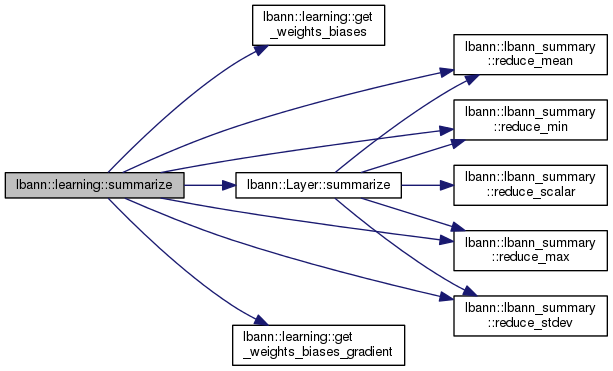 lbann::learning::summarize
lbann::learning::get
_weights_biases
lbann::Layer::summarize
lbann::learning::get
_weights_biases_gradient
lbann::lbann_summary
::reduce_mean
lbann::lbann_summary
::reduce_min
lbann::lbann_summary
::reduce_scalar
lbann::lbann_summary
::reduce_max
lbann::lbann_summary
::reduce_stdev